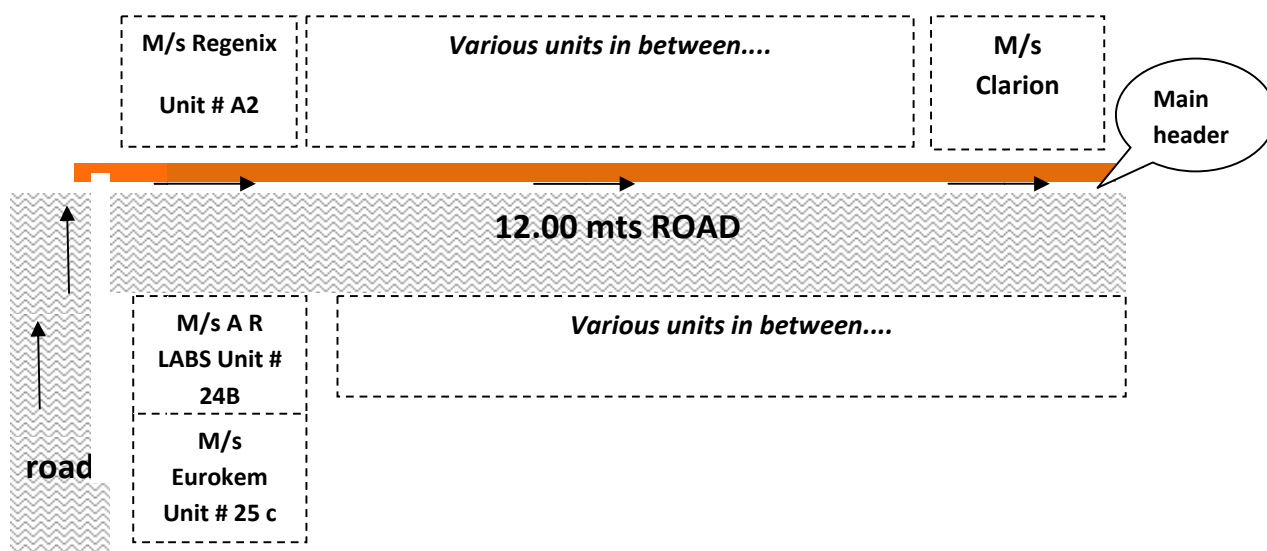 M/s Regenix
Unit # A2
Various units in between....
M/s
Clarion
Main
header
12.00 mts ROAD
M/s A R
LABS Unit #
24B
Various units in between....
road
M/s
Eurokem
Unit # 25 c